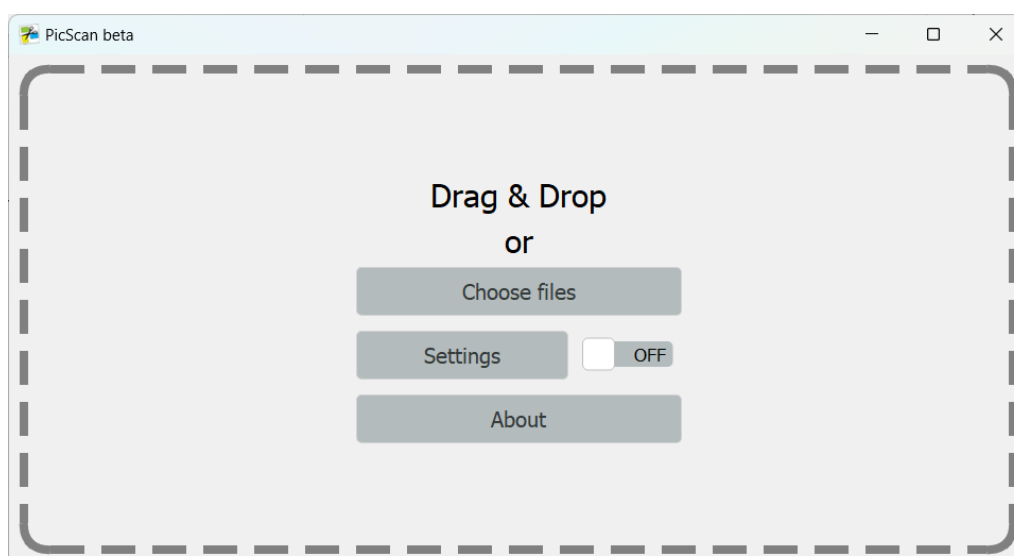 PicScan beta
Drag & Drop
or
Choose files
Settings
OFF
About